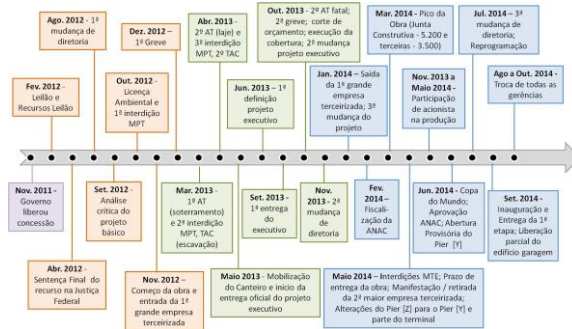 Ago. 2012 - 1ª
mudança de
diretoria
Dez. 2012 –
1ª Greve
Abr. 2013 -
2º AT (laje) e
3ª interdição
MPT, 2º TAC
Out. 2013 - 2º AT fatal;
2ª greve; corte de
orçamento; execução da
cobertura; 2ª mudança
projeto executivo
Mar. 2014 - Pico da
Obra (Junta
Construtiva - 5.200 e
terceiras - 3.500)
Jul. 2014 – 3ª
mudança de diretoria;
Reprogramação
Fev. 2012 -
Leilão e
Recursos Leilão
Out. 2012 -
Licença
Ambiental e
1ª interdição
MPT
Jun. 2013 – 1ª
definição
projeto
executivo
Jan. 2014 – Saída
da 1ª grande
empresa
terceirizada; 3ª
mudança do
projeto
Nov. 2013 a
Maio 2014 –
Participação
de acionista
na produção
Ago a Out. 2014 -
Troca de todas as
gerências
Nov. 2011 -
Governo
liberou
concessão
Set. 2012 -
Análise
crítica do
projeto
básico
Mar. 2013 -
1º AT
(soterramento)
e 2ª interdição
MPT, TAC
(escavação)
Set. 2013 -
1ª entrega
do
executivo
Nov.
2013 - 2ª
mudança
de
diretoria
Fev.
2014 –
Fiscali-
zação da
ANAC
Jun. 2014 - Copa
do Mundo;
Aprovação
ANAC; Abertura
Provisória do
Pier [Y]
Set. 2014 -
Inauguração e
Entrega da 1ª
etapa; Liberação
parcial do
edifício garagem
Abr. 2012 -
Sentença Final do
recurso na Justiça
Federal
Nov. 2012 –
Começo da obra e
entrada da 1ª
grande empresa
terceirizada
Maio 2013 – Mobilização
do Canteiro e início da
entrega oficial do projeto
executivo
Maio 2014 – Interdições MTE; Prazo de
entrega da obra; Manifestação / retirada
da 2ª maior empresa terceirizada;
Alterações do Pier [Z] para o Pier [Y] e
parte do terminal